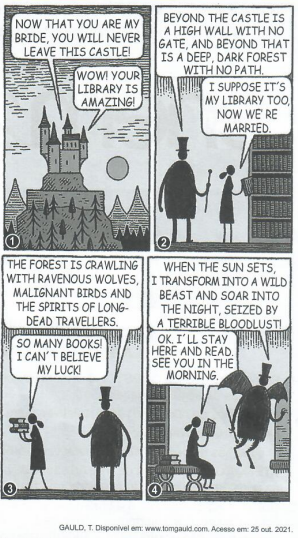 NOW THAT YOU ARE MY
BRIDE, YOU WILL NEVER
LEAVE THIS CASTLE!
WOW! YOUR
LIBRARY IS
AMAZING!
1
BEYOND THE CASTLE IS
A HIGH WALL WITH NO
GATE, AND BEYOND THAT
IS A DEEP, DARK FOREST
WITH NO PATH.
I SUPPOSE IT'S
MY LIBRARY TOO,
NOW WE'RE
MARRIED.
2
THE FOREST IS CRAWLING
WITH RAVENOUS WOLVES,
MALIGNANT BIRDS AND
THE SPIRITS OF LONG-
DEAD TRAVELLERS.
SO MANY BOOKS!
I CAN'T BELIEVE
MY LUCK!
3
WHEN THE SUN SETS,
I TRANSFORM INTO A WILD
BEAST AND SOAR INTO
THE NIGHT, SEIZED BY
A TERRIBLE BLOODLUST!
OK. I'LL STAY
HERE AND READ.
SEE YOU IN THE
MORNING.
4
GAULD, T. Disponível em: www.tomgauld.com. Acesso em: 25 out. 2021.